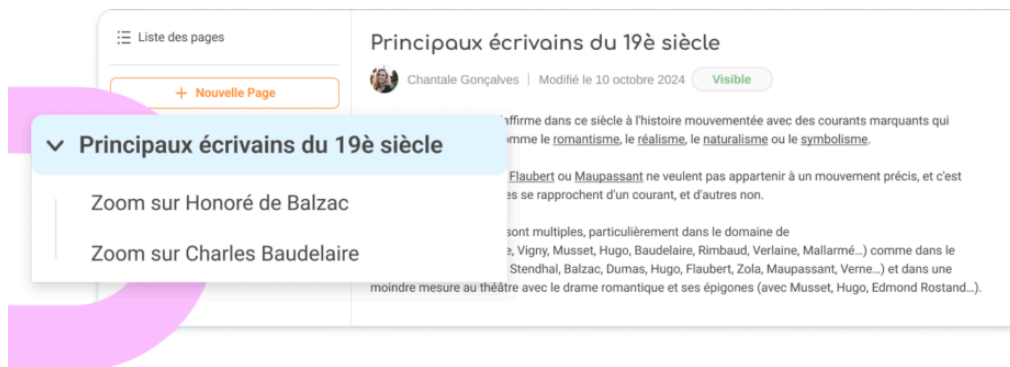 Liste des pages
+ Nouvelle Page
Principaux écrivains du 19è siècle
Zoom sur Honoré de Balzac
Zoom sur Charles Baudelaire
Principaux écrivains du 19è siècle
Chantale Gonçalves | Modifié le 10 octobre 2024 Visible
dans ce siècle à l'histoire mouvementée avec des courants marquants qui
le romantisme, le réalisme, le naturalisme ou le symbolisme.
Flaubert ou Maupassant ne veulent pas appartenir à un mouvement précis, et c'est
se rapprochent d'un courant, et d'autres non.
sont multiples, particulièrement dans le domaine de
Vigny, Musset, Hugo, Baudelaire, Rimbaud, Verlaine, Mallarmé…) comme dans le
Stendhal, Balzac, Dumas, Hugo, Flaubert, Zola, Maupassant, Verne…) et dans une
moindre mesure au théâtre avec le drame romantique et ses épigones (avec Musset, Hugo, Edmond Rostand…).